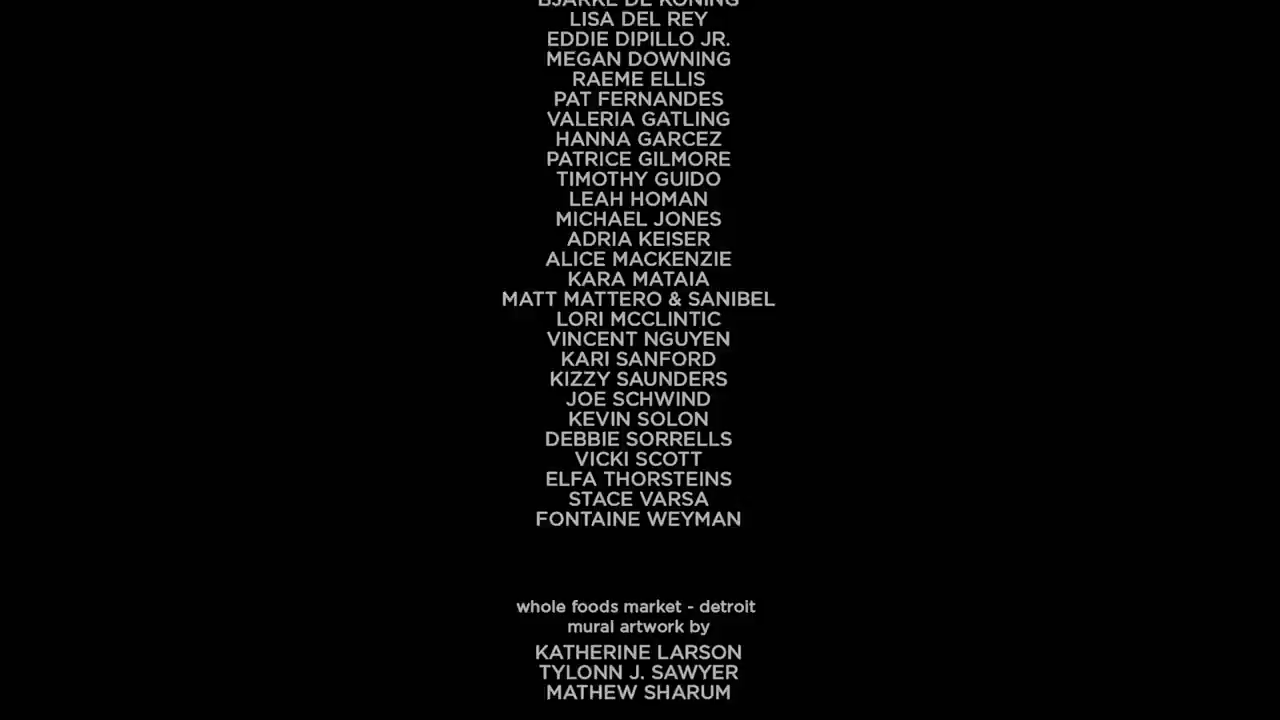 BJARKE DE KONING
LISA DEL REY
EDDIE DIPILLO JR.
MEGAN DOWNING
RAEME ELLIS
PAT FERNANDES
VALERIA GATLING
HANNA GARCEZ
PATRICE GILMORE
TIMOTHY GUIDO
LEAH HOMAN
MICHAEL JONES
ADRIA KEISER
ALICE MACKENZIE
KARA MATAIA
MATT MATTERO & SANIBEL
LORI MCCLINTIC
VINCENT NGUYEN
KARI SANFORD
KIZZY SAUNDERS
JOE SCHWIND
KEVIN SOLON
DEBBIE SORRELLS
VICKI SCOTT
ELFA THORSTEINS
STACE VARSA
FONTAINE WEYMAN
whole foods market - detroit
mural artwork by
KATHERINE LARSON
TYLONN J. SAWYER
MATHEW SHARUM